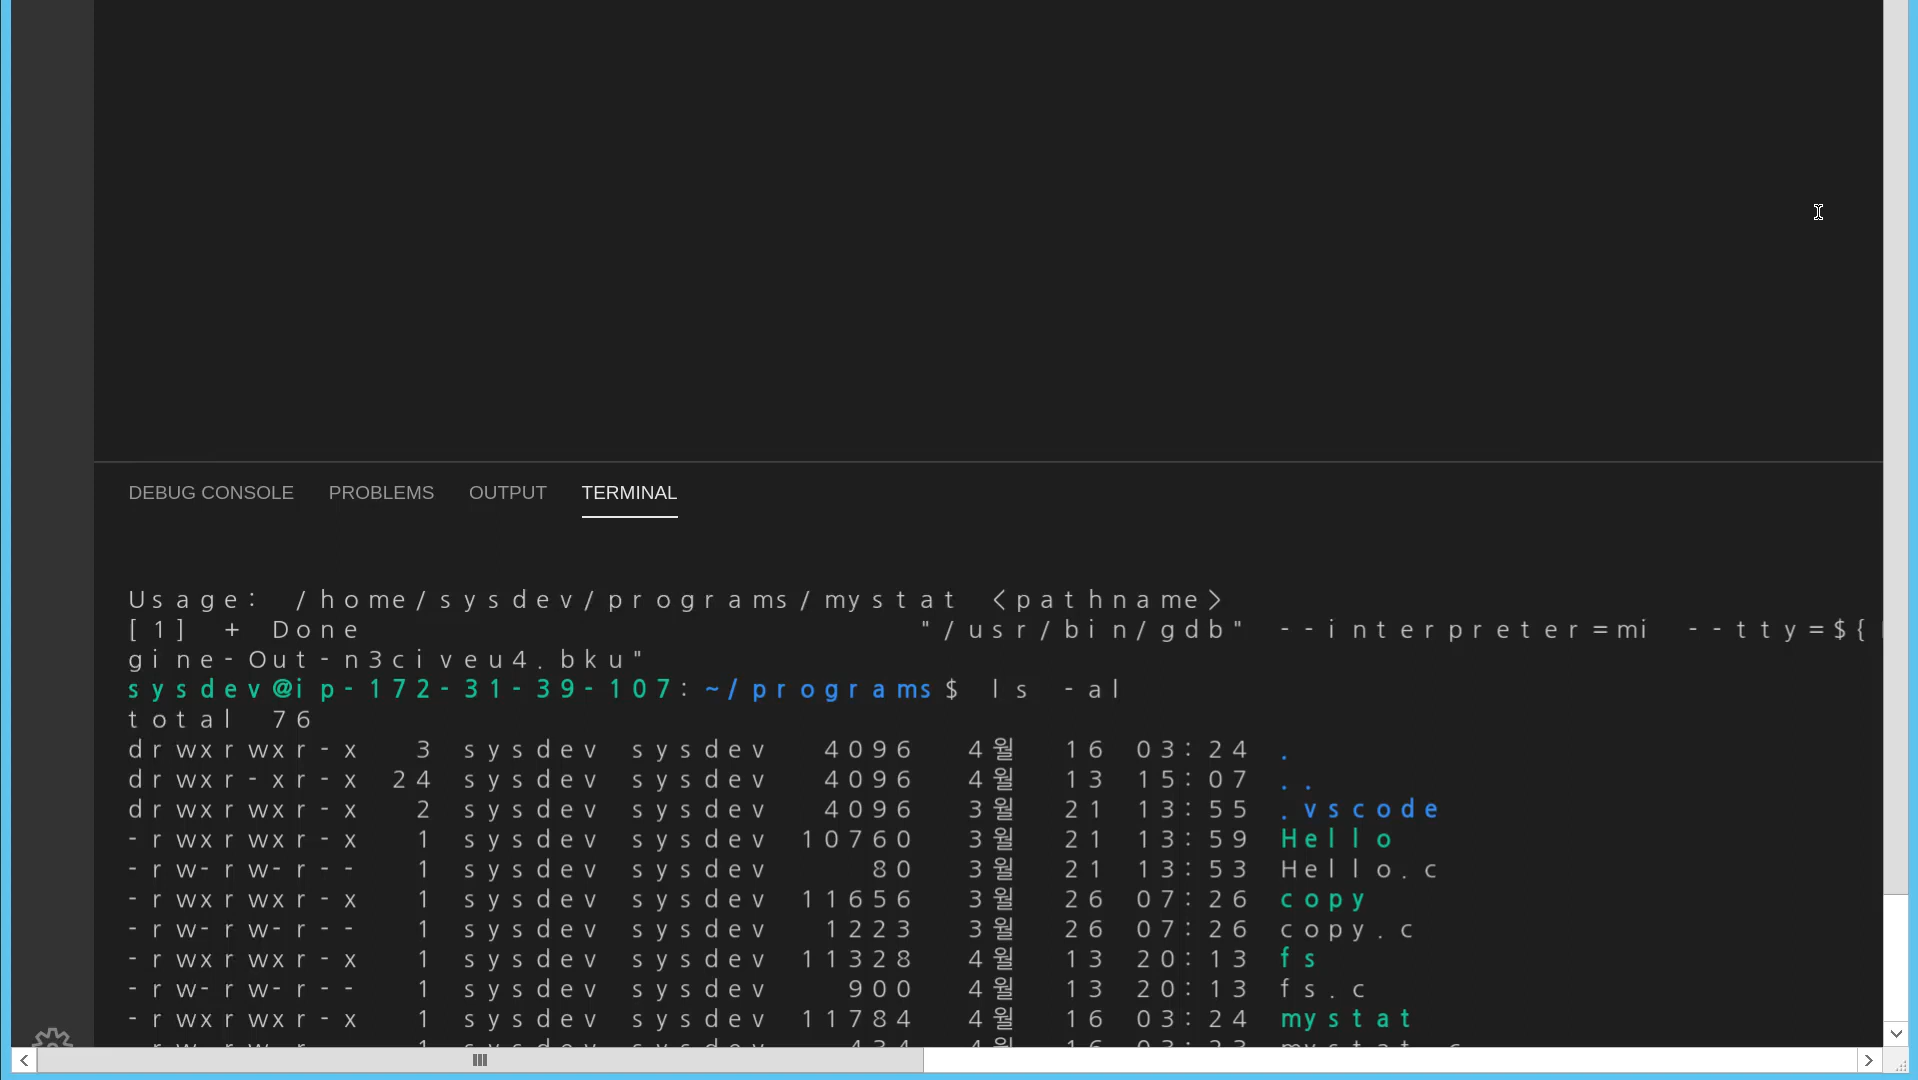 DEBUG CONSOLE PROBLEMS OUTPUT TERMINAL
Usage: /home/sysdev/programs/mystat <pathname>
[1] + Done "/usr/bin/gdb" --interpreter=mi --tty=${
gine-Out-n3civeu4.bku"
sysdev@ip-172-31-39-107:~/programs$ ls -al
total 76
drwxrwxr-x 3 sysdev sysdev 4096 4월 16 03:24 .
drwxr-xr-x 24 sysdev sysdev 4096 4월 13 15:07 ..
drwxrwxr-x 2 sysdev sysdev 4096 3월 21 13:55 .vscode
-rwxrwxr-x 1 sysdev sysdev 10760 3월 21 13:59 Hello
-rw-rw-r-- 1 sysdev sysdev 80 3월 21 13:53 Hello.c
-rwxrwxr-x 1 sysdev sysdev 11656 3월 26 07:26 copy
-rw-rw-r-- 1 sysdev sysdev 1223 3월 26 07:26 copy.c
-rwxrwxr-x 1 sysdev sysdev 11328 4월 13 20:13 fs
-rw-rw-r-- 1 sysdev sysdev 900 4월 13 20:13 fs.c
-rwxrwxr-x 1 sysdev sysdev 11784 4월 16 03:24 mystat